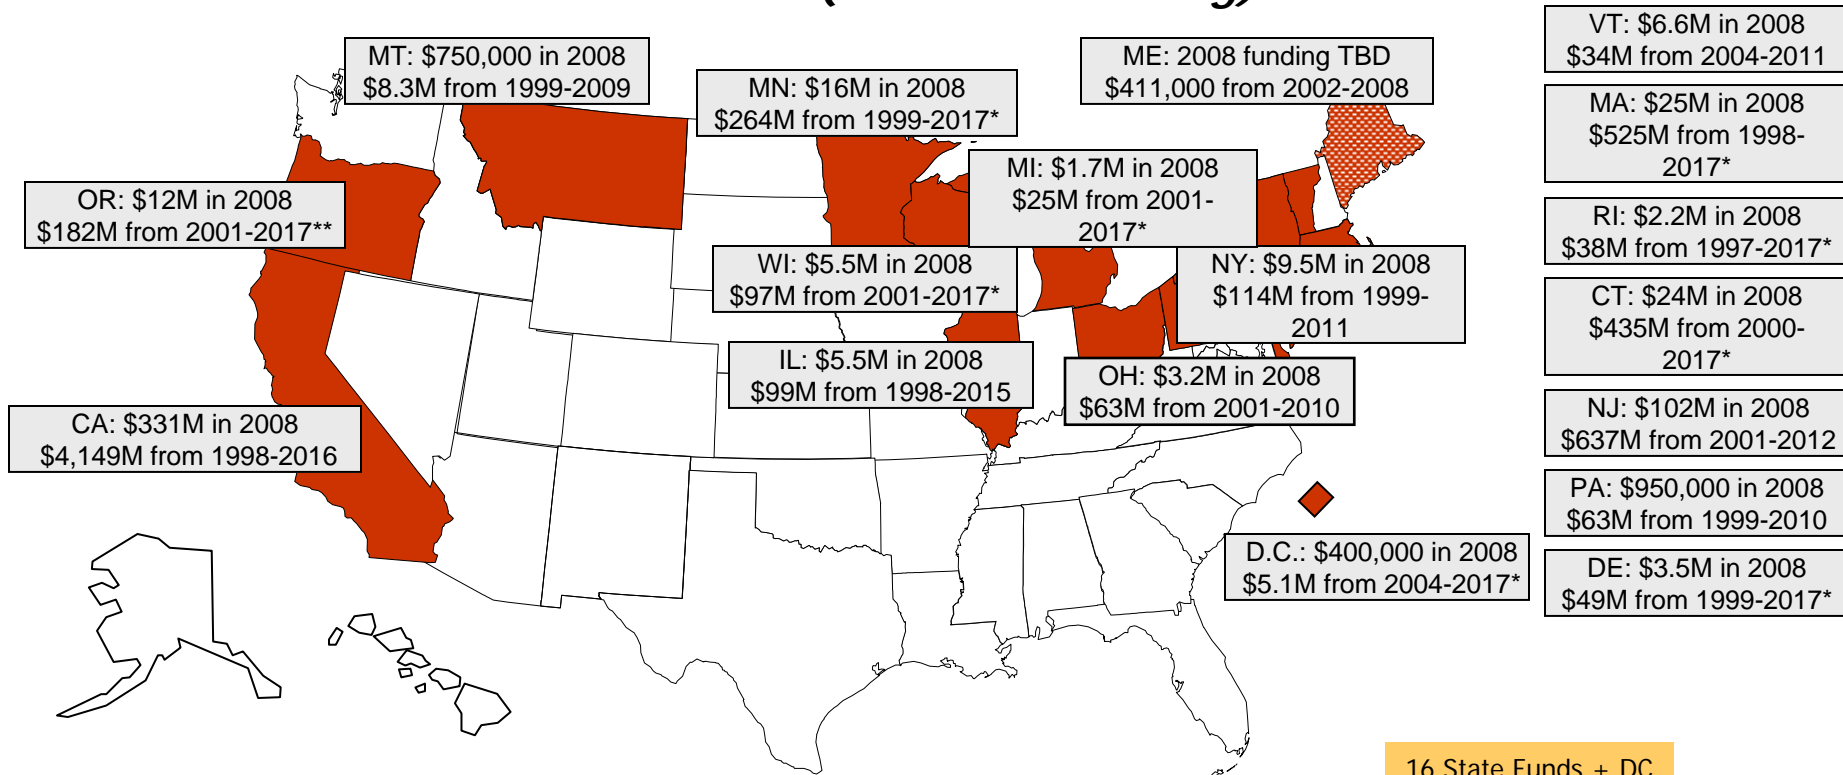 MT: $750,000 in 2008
$8.3M from 1999-2009
MN: $16M in 2008
$264M from 1999-2017*
ME: 2008 funding TBD
$411,000 from 2002-2008
VT: $6.6M in 2008
$34M from 2004-2011
MA: $25M in 2008
$525M from 1998-
2017*
MI: $1.7M in 2008
$25M from 2001-
2017*
OR: $12M in 2008
$182M from 2001-2017**
RI: $2.2M in 2008
$38M from 1997-2017*
WI: $5.5M in 2008
$97M from 2001-2017*
NY: $9.5M in 2008
$114M from 1999-
2011
CT: $24M in 2008
$435M from 2000-
2017*
IL: $5.5M in 2008
$99M from 1998-2015
OH: $3.2M in 2008
$63M from 2001-2010
CA: $331M in 2008
$4,149M from 1998-2016
NJ: $102M in 2008
$637M from 2001-2012
PA: $950,000 in 2008
$63M from 1999-2010
D.C.: $400,000 in 2008
$5.1M from 2004-2017*
DE: $3.5M in 2008
$49M from 1999-2017*
16 State Funds + DC